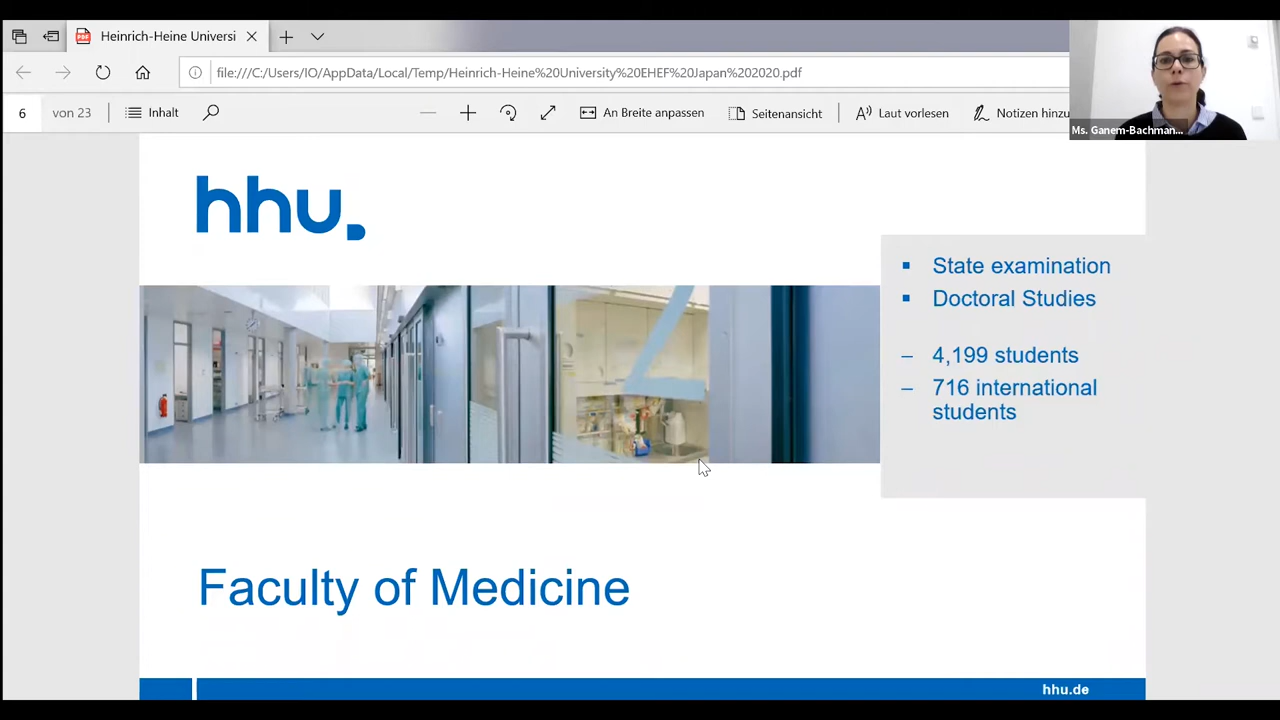 Heinrich-Heine Universi
file:///C:/Users/IO/AppData/Local/Temp/Heinrich-Heine%20University%20EHEF%20Japan%202020.pdf
6 von 23 Inhalt An Breite anpassen Seitenansicht Laut vorlesen Notizen hinzu
Ms. Ganem-Bachman...
hhu.
State examination
Doctoral Studies
– 4,199 students
– 716 international
students
Faculty of Medicine
hhu.de